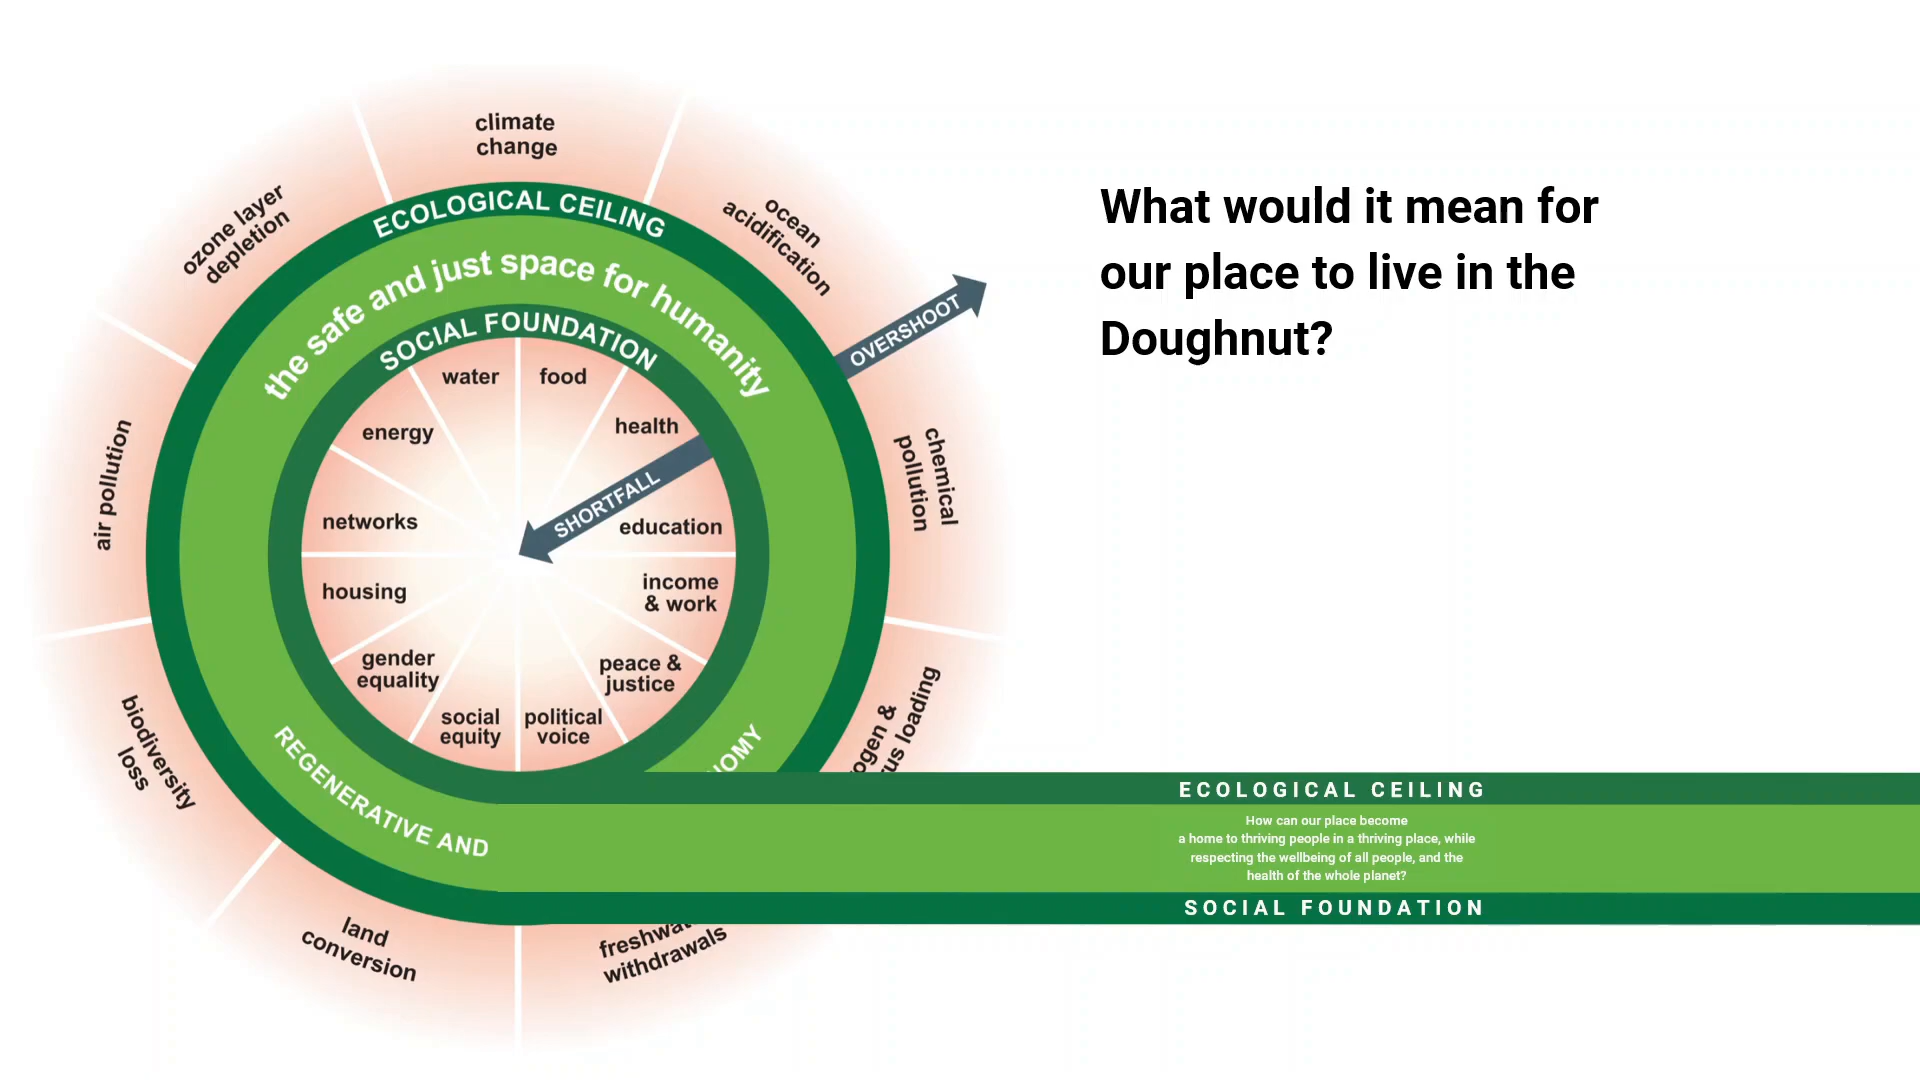 climate
change
ozone layer
depletion
ocean
acidification
ECOLOGICAL CEILING
the safe and just space for humanity
SOCIAL FOUNDATION
OVERSHOOT
water
food
energy
health
SHORTFALL
networks
education
housing
income
& work
gender
equality
peace &
justice
social
equity
political
voice
air pollution
chemical
pollution
biodiversity
loss
REGENERATIVE AND
land
conversion
withdrawals
What would it mean for
our place to live in the
Doughnut?
ECOLOGICAL CEILING
How can our place become
a home to thriving people in a thriving place, while
respecting the wellbeing of all people, and the
health of the whole planet?
SOCIAL FOUNDATION